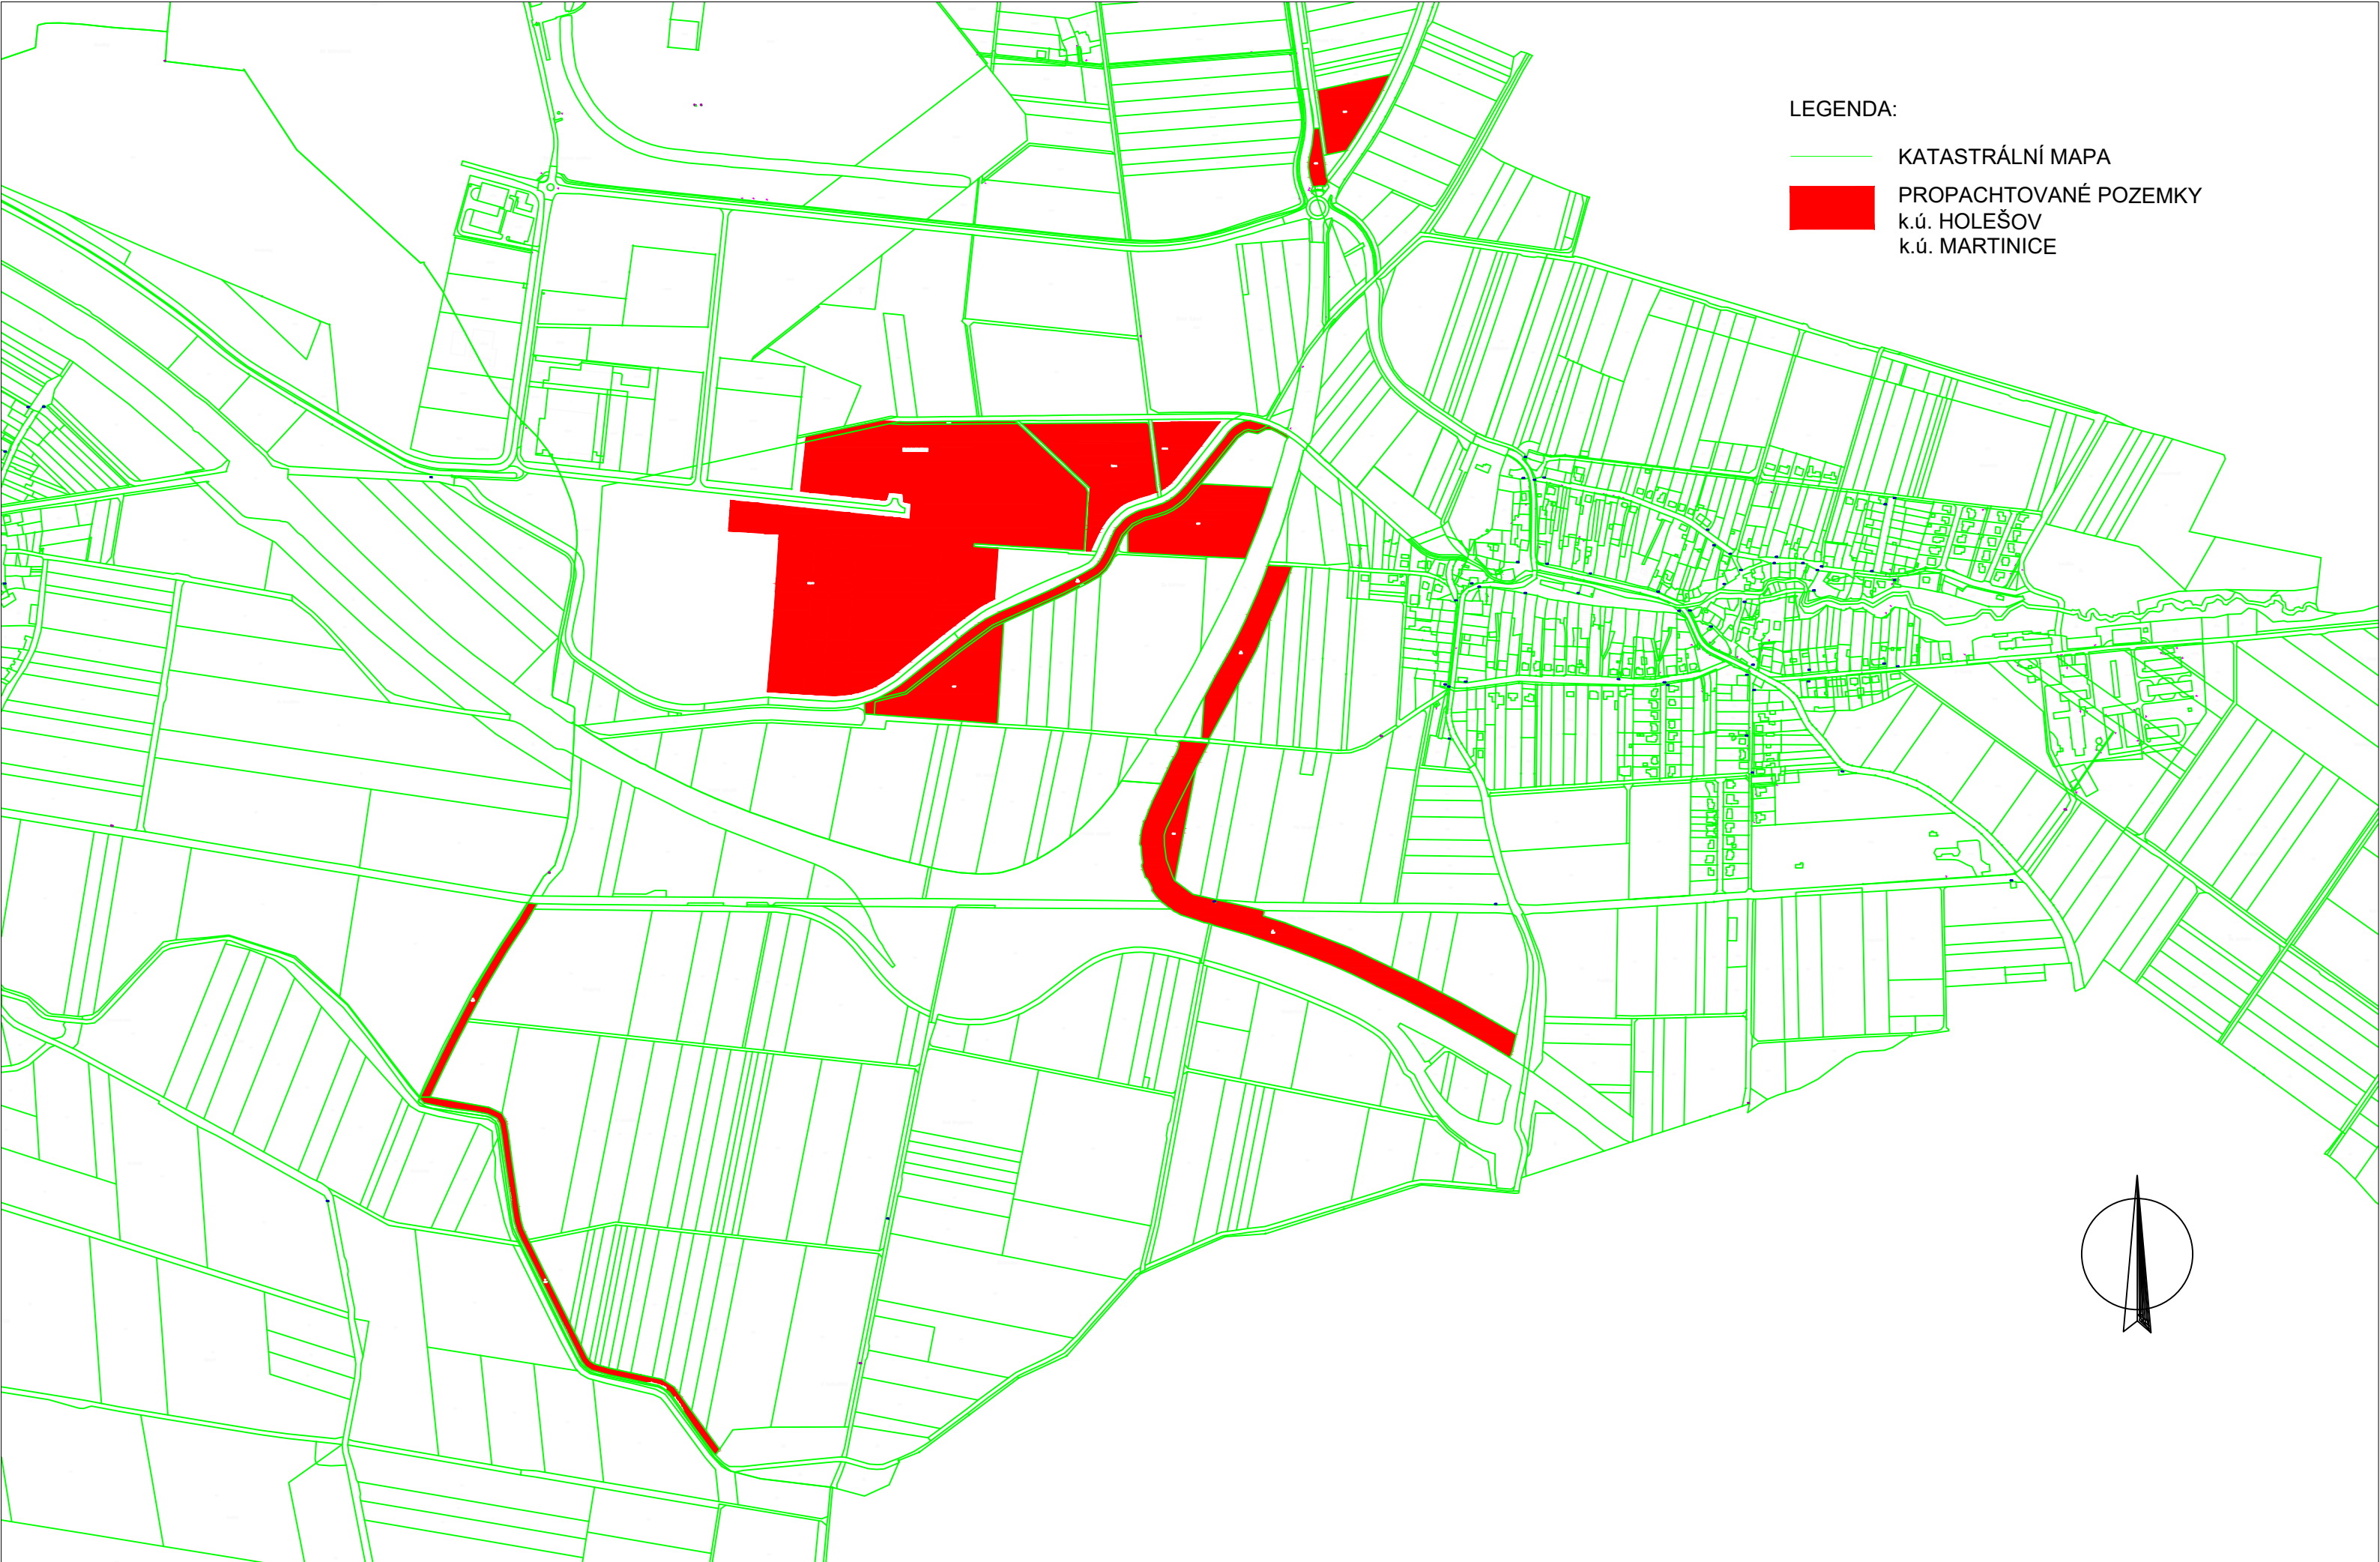 LEGENDA:
KATASTRÁLNÍ MAPA
PROPACHTOVANÉ POZEMKY
k.ú. HOLEŠOV
k.ú. MARTINICE